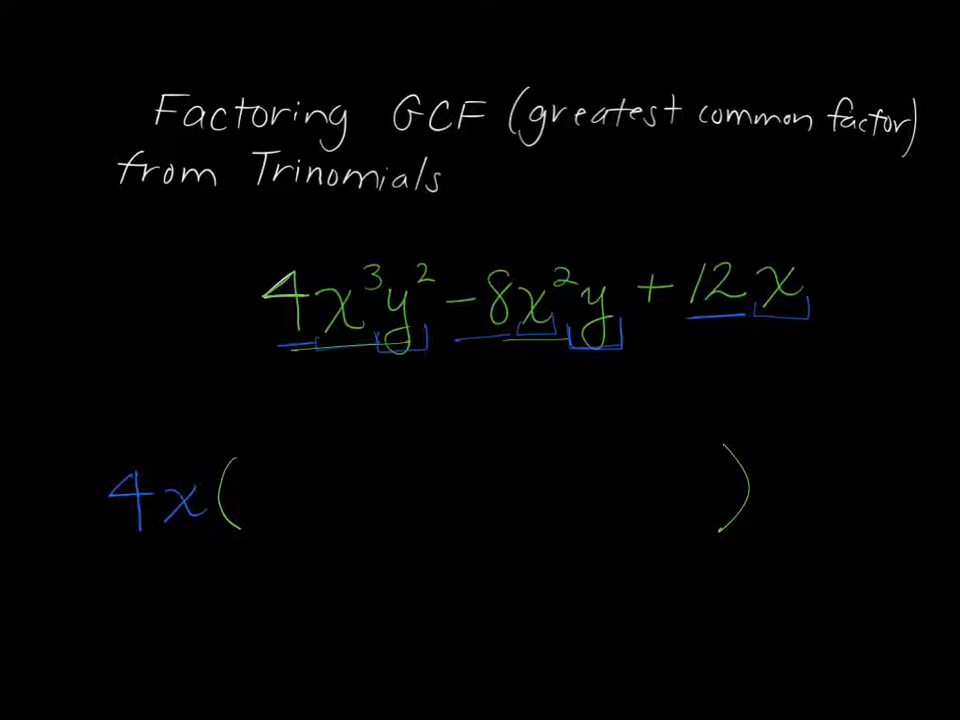 Factoring GCF (greatest common factor)
from Trinomials
4x³y² - 8x²y + 12x
4x( )